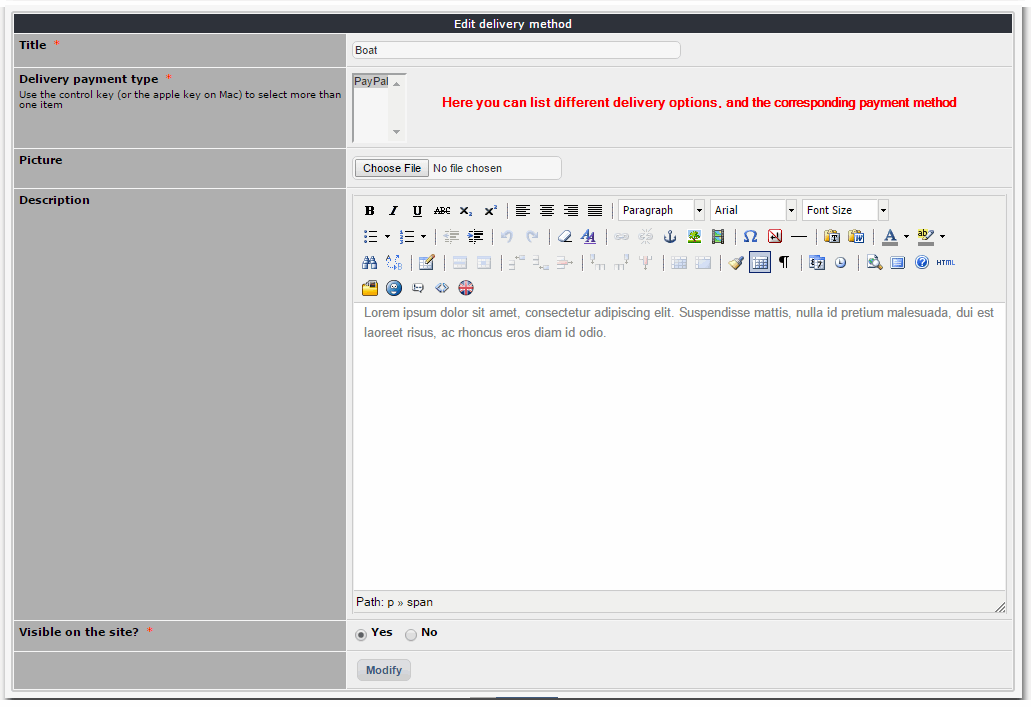 Edit delivery method
Title *
Boat
Delivery payment type *
Use the control key (or the apple key on Mac) to select more than
one item
PayPal
Here you can list different delivery options, and the corresponding payment method
Picture
Choose File No file chosen
Description
B I U ABC x₂ x² Paragraph Arial Font Size
Ω A ab
¶ HTML
Lorem ipsum dolor sit amet, consectetur adipiscing elit. Suspendisse mattis, nulla id pretium malesuada, dui est
laoreet risus, ac rhoncus eros diam id odio.
Path: p » span
Visible on the site? *
Yes No
Modify